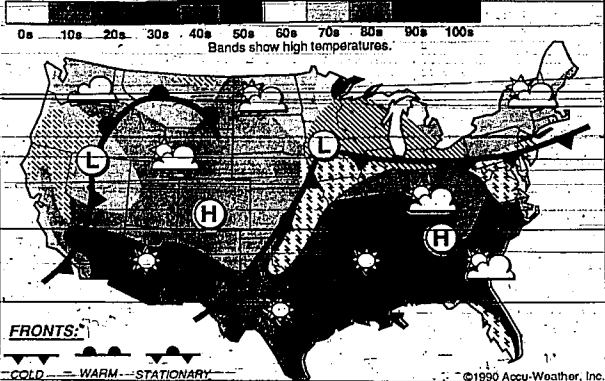 0s 10s 20s 30s 40s 50s 60s 70s 80s 90s 100s
Bands show high temperatures.
L
L
H
H
FRONTS:
COLD WARM STATIONARY
©1990 Accu-Weather, Inc.